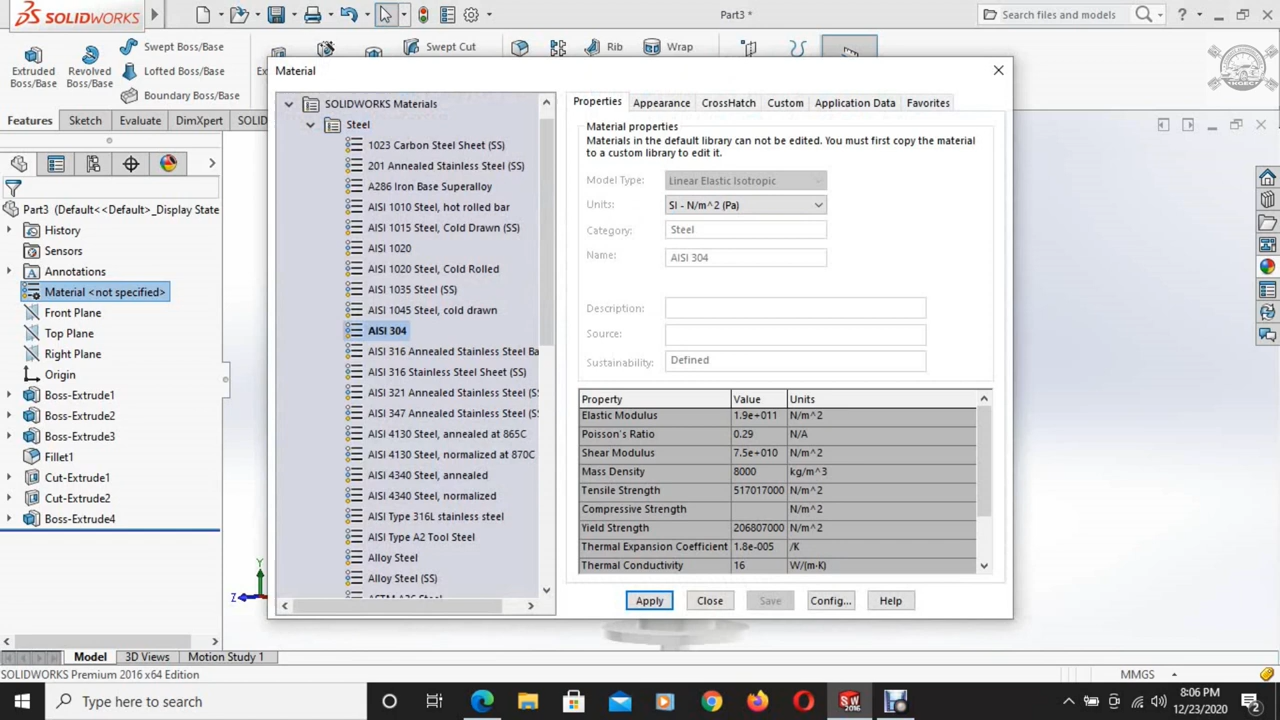 SOLIDWORKS
Part3 *
Search files and models
Extruded
Boss/Base
Revolved
Boss/Base
Swept Boss/Base
Lofted Boss/Base
Boundary Boss/Base
Swept Cut
Rib
Wrap
Features
Sketch
Evaluate
DimXpert
SOLID
Part3 (Default<<Default>_Display State
History
Sensors
Annotations
Material <not specified>
Front Plane
Top Plane
Right Plane
Origin
Boss-Extrude1
Boss-Extrude2
Boss-Extrude3
Fillet1
Cut-Extrude1
Cut-Extrude2
Boss-Extrude4
Material
SOLIDWORKS Materials
Steel
1023 Carbon Steel Sheet (SS)
201 Annealed Stainless Steel (SS)
A286 Iron Base Superalloy
AISI 1010 Steel, hot rolled bar
AISI 1015 Steel, Cold Drawn (SS)
AISI 1020
AISI 1020 Steel, Cold Rolled
AISI 1035 Steel (SS)
AISI 1045 Steel, cold drawn
AISI 304
AISI 316 Annealed Stainless Steel Ba
AISI 316 Stainless Steel Sheet (SS)
AISI 321 Annealed Stainless Steel (S
AISI 347 Annealed Stainless Steel (S
AISI 4130 Steel, annealed at 865C
AISI 4130 Steel, normalized at 870C
AISI 4340 Steel, annealed
AISI 4340 Steel, normalized
AISI Type 316L stainless steel
AISI Type A2 Tool Steel
Alloy Steel
Alloy Steel (SS)
ASTM A36 Steel
Properties
Appearance
CrossHatch
Custom
Application Data
Favorites
Material properties
Materials in the default library can not be edited. You must first copy the material
to a custom library to edit it.
Model Type: Linear Elastic Isotropic
Units: SI - N/m^2 (Pa)
Category: Steel
Name: AISI 304
Description:
Source:
Sustainability: Defined
Property Value Units
Elastic Modulus 1.9e+011 N/m^2
Poisson's Ratio 0.29 N/A
Shear Modulus 7.5e+010 N/m^2
Mass Density 8000 kg/m^3
Tensile Strength 517017000 N/m^2
Compressive Strength N/m^2
Yield Strength 206807000 N/m^2
Thermal Expansion Coefficient 1.8e-005 /K
Thermal Conductivity 16 W/(m·K)
Apply
Close
Save
Config...
Help
Y
Z
Model
3D Views
Motion Study 1
SOLIDWORKS Premium 2016 x64 Edition
MMGS
Type here to search
SW
2016
8:06 PM
12/23/2020
2